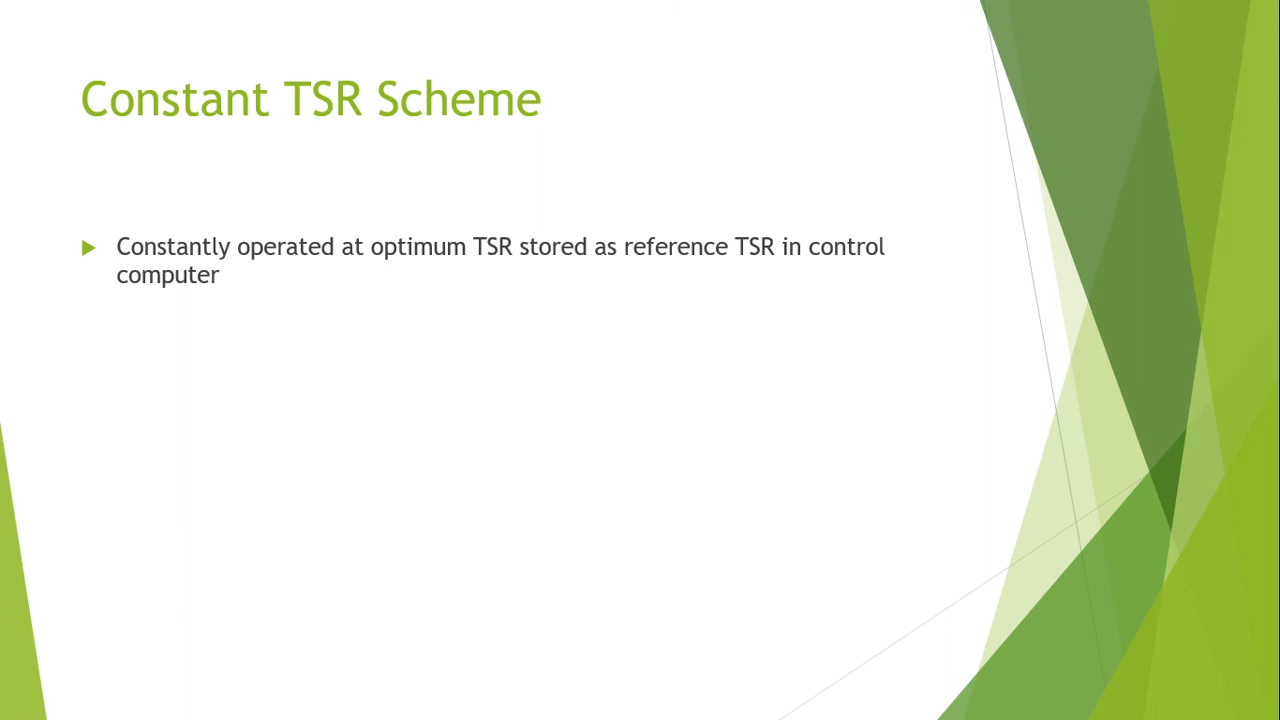 Constant TSR Scheme
Constantly operated at optimum TSR stored as reference TSR in control
computer